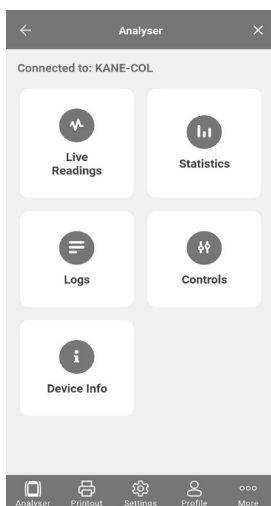 Analyser
Connected to: KANE-COL
Live
Readings
Statistics
Logs
Controls
Device Info
Analyser Printout Settings Profile More